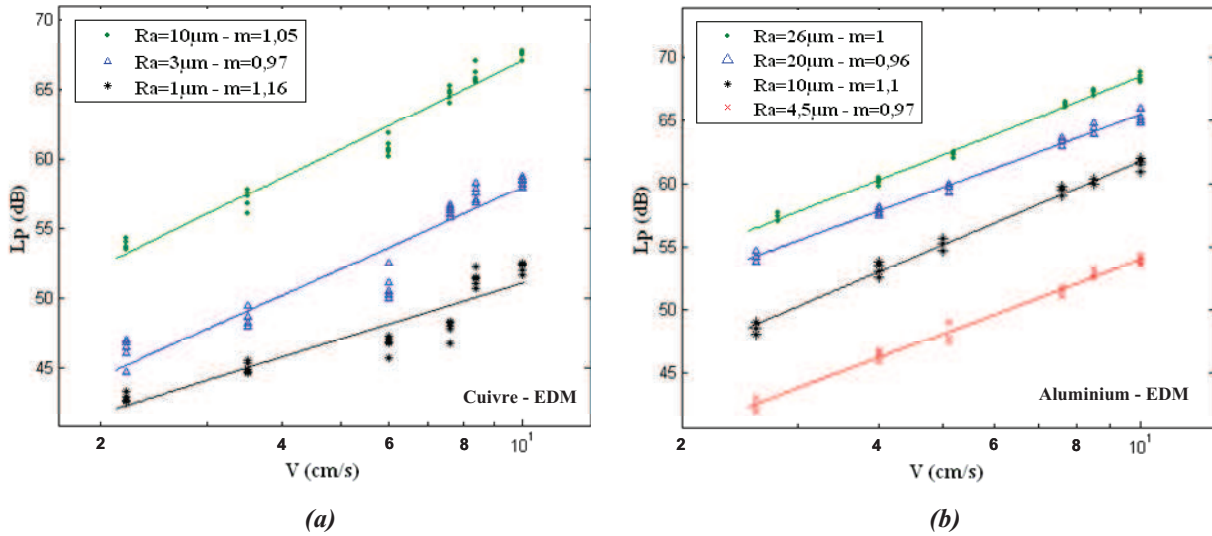 Ra=10µm - m=1,05
Ra=3µm - m=0,97
Ra=1µm - m=1,16
70
65
60
55
50
45
Lp (dB)
Cuivre - EDM
2
4
6
8
10¹
V (cm/s)
(a)
Ra=26µm - m=1
Ra=20µm - m=0,96
Ra=10µm - m=1,1
Ra=4,5µm - m=0,97
70
65
60
55
50
45
Lp (dB)
Aluminium - EDM
2
4
6
8
10¹
V (cm/s)
(b)